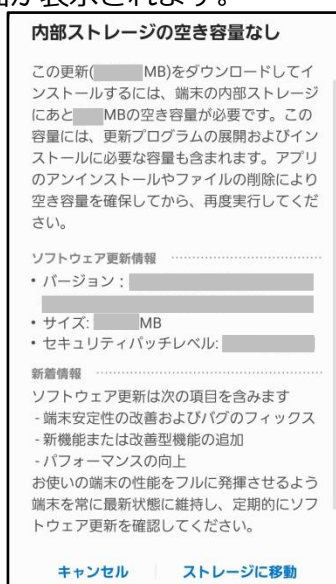 が表示されます。
内部ストレージの空き容量なし
この更新( MB)をダウンロードしてイ
ンストールするには、端末の内部ストレージ
にあと MBの空き容量が必要です。この
容量には、更新プログラムの展開およびイン
ストールに必要な容量も含まれます。アプリ
のアンインストールやファイルの削除により
空き容量を確保してから、再度実行してくだ
さい。
ソフトウェア更新情報
・バージョン :
・サイズ: MB
・セキュリティパッチレベル:
新着情報
ソフトウェア更新は次の項目を含みます
- 端末安定性の改善およびバグのフィックス
- 新機能または改善型機能の追加
- パフォーマンスの向上
お使いの端末の性能をフルに発揮させるよう
端末を常に最新状態に維持し、定期的にソフ
トウェア更新を確認してください。
キャンセル ストレージに移動